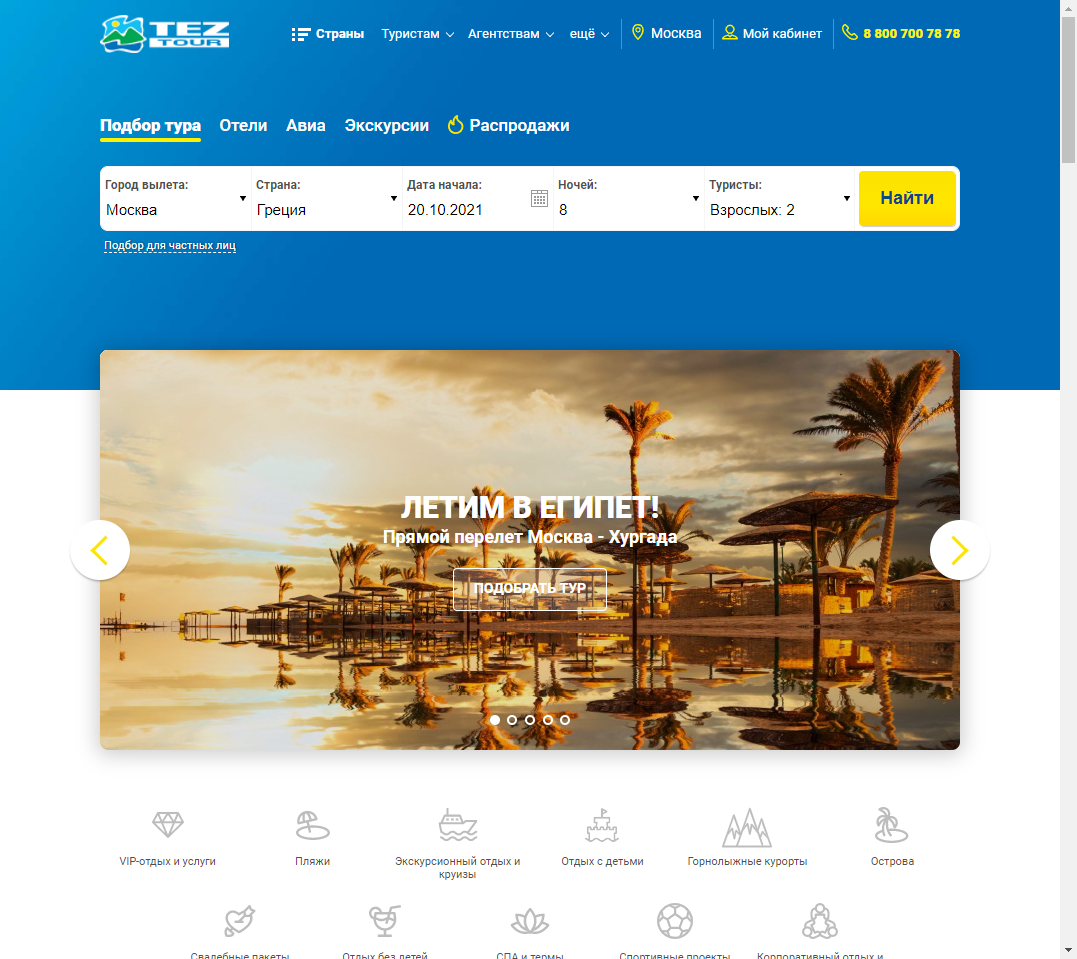 TEZ TOUR
Страны Туристам Агентствам ещё Москва Мой кабинет 8 800 700 78 78
Подбор тура Отели Авиа Экскурсии Распродажи
Город вылета: Страна: Дата начала: Ночей: Туристы:
Москва Греция 20.10.2021 8 Взрослых: 2 Найти
Подбор для частных лиц
ЛЕТИМ В ЕГИПЕТ!
Прямой перелет Москва - Хургада
ПОДОБРАТЬ ТУР
VIP-отдых и услуги Пляжи Экскурсионный отдых и круизы Отдых с детьми Горнолыжные курорты Острова
Свадебные пакеты Отдых без детей СПА и термы Спортивные проекты Корпоративный отдых и